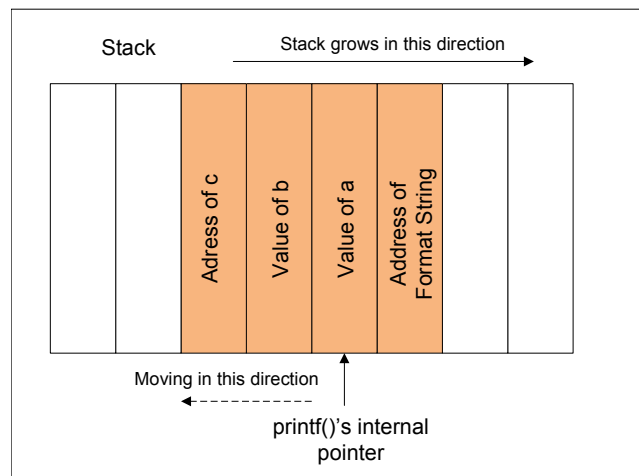 Stack
Stack grows in this direction
Adress of c
Value of b
Value of a
Address of
Format String
Moving in this direction
printf()'s internal
pointer